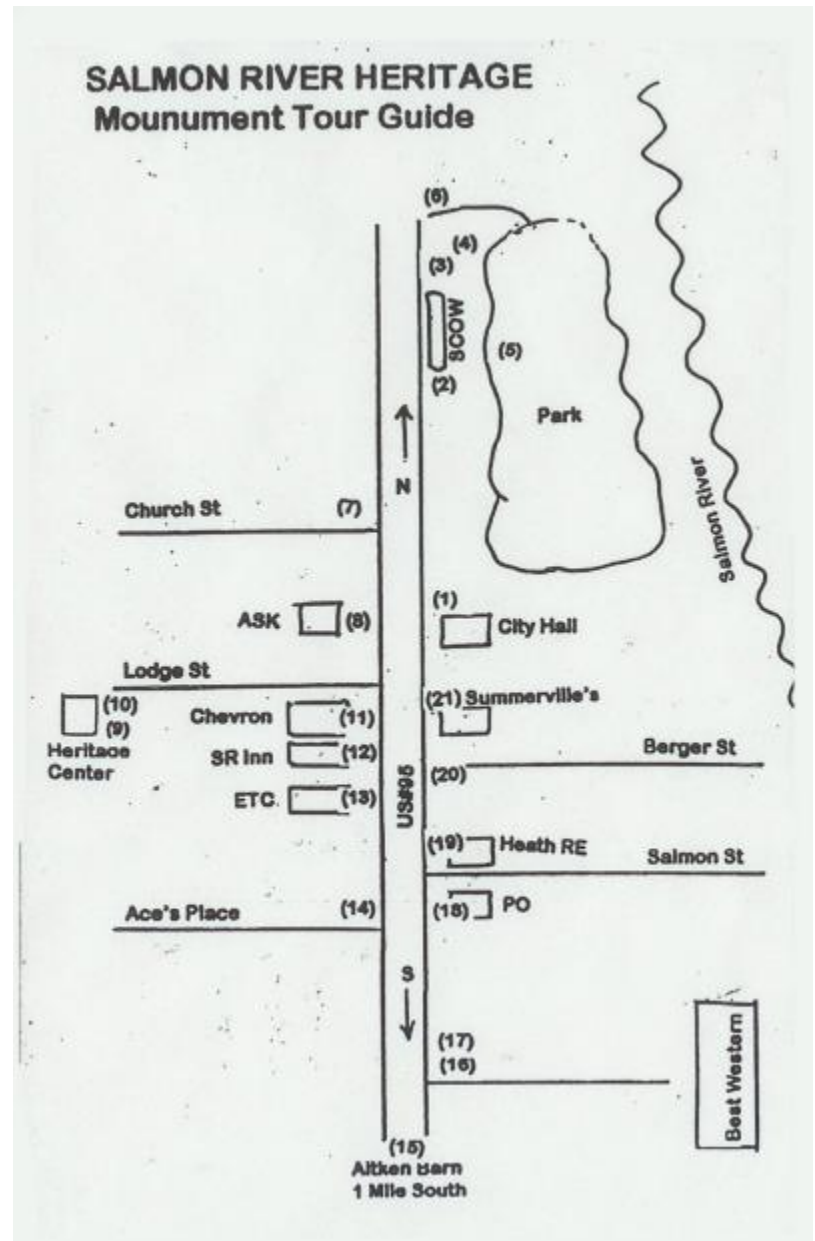 SALMON RIVER HERITAGE
Mounument Tour Guide
(6)
(4)
(3)
SCOW
(5)
(2)
Park
N
Salmon River
Church St
(7)
(1)
ASK
(8)
City Hall
Lodge St
(10)
(9)
Heritage
Center
Chevron
(11)
(21) Summerville's
SR Inn
(12)
Berger St
(20)
ETC.
(13)
US#95
(19)
Heath RE
Salmon St
Ace's Place
(14)
(18)
PO
S
(17)
(16)
Best Western
(15)
Aitken Barn
1 Mile South